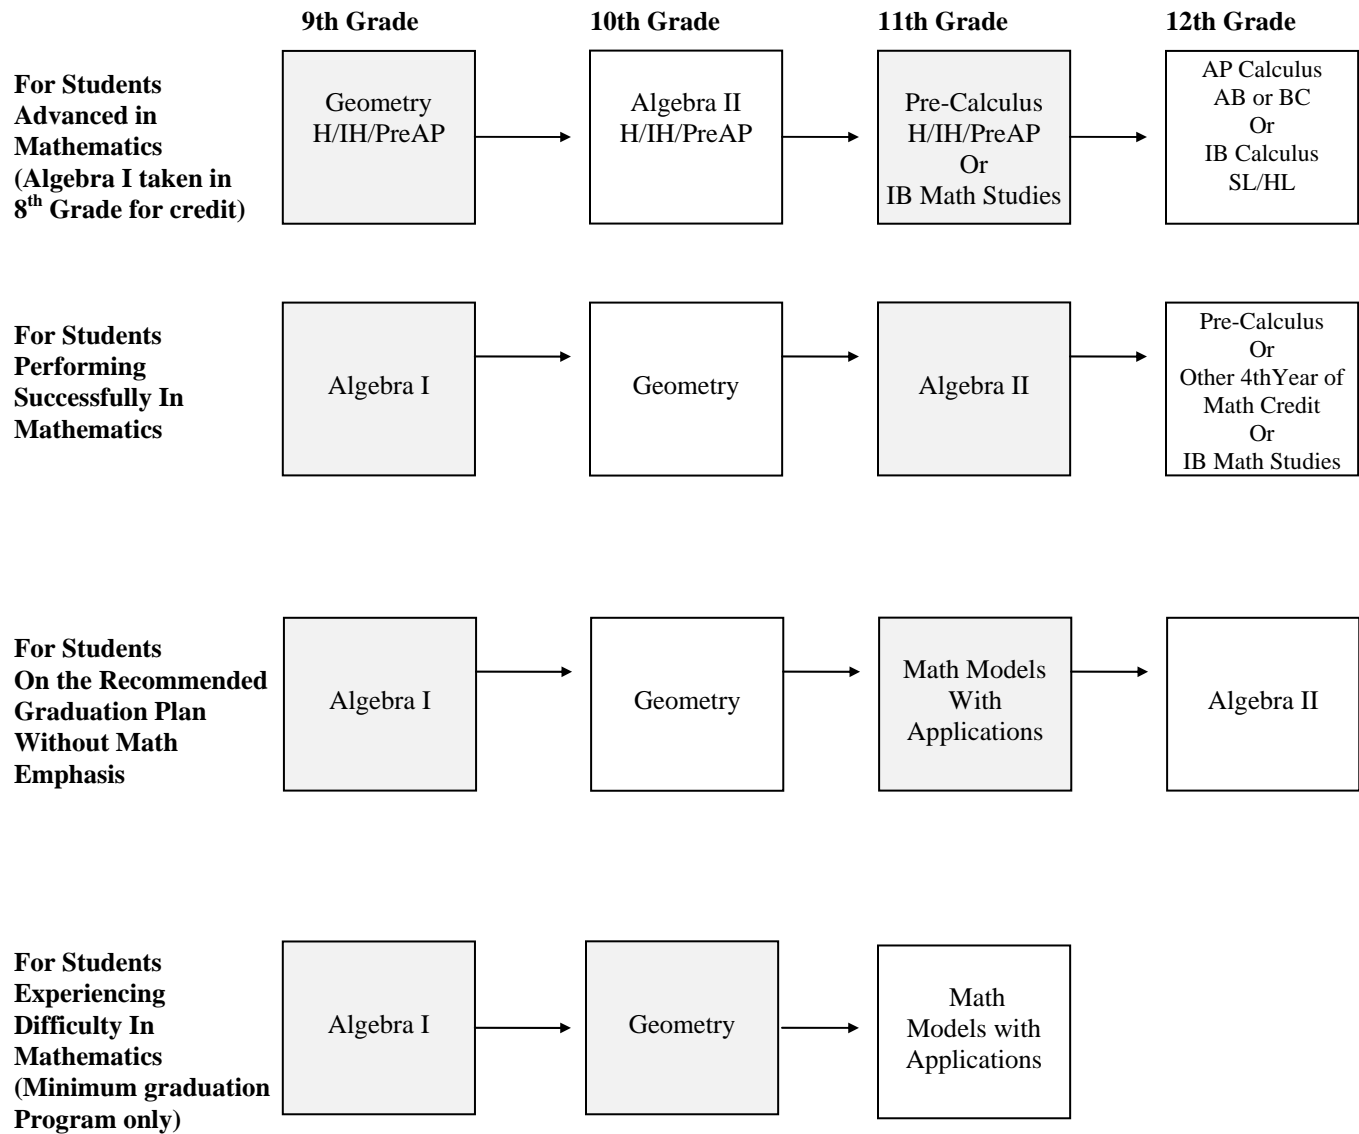 9th Grade
10th Grade
11th Grade
12th Grade
For Students
Advanced in
Mathematics
(Algebra I taken in
8th Grade for credit)
Geometry
H/IH/PreAP
Algebra II
H/IH/PreAP
Pre-Calculus
H/IH/PreAP
Or
IB Math Studies
AP Calculus
AB or BC
Or
IB Calculus
SL/HL
For Students
Performing
Successfully In
Mathematics
Algebra I
Geometry
Algebra II
Pre-Calculus
Or
Other 4thYear of
Math Credit
Or
IB Math Studies
For Students
On the Recommended
Graduation Plan
Without Math
Emphasis
Algebra I
Geometry
Math Models
With
Applications
Algebra II
For Students
Experiencing
Difficulty In
Mathematics
(Minimum graduation
Program only)
Algebra I
Geometry
Math
Models with
Applications